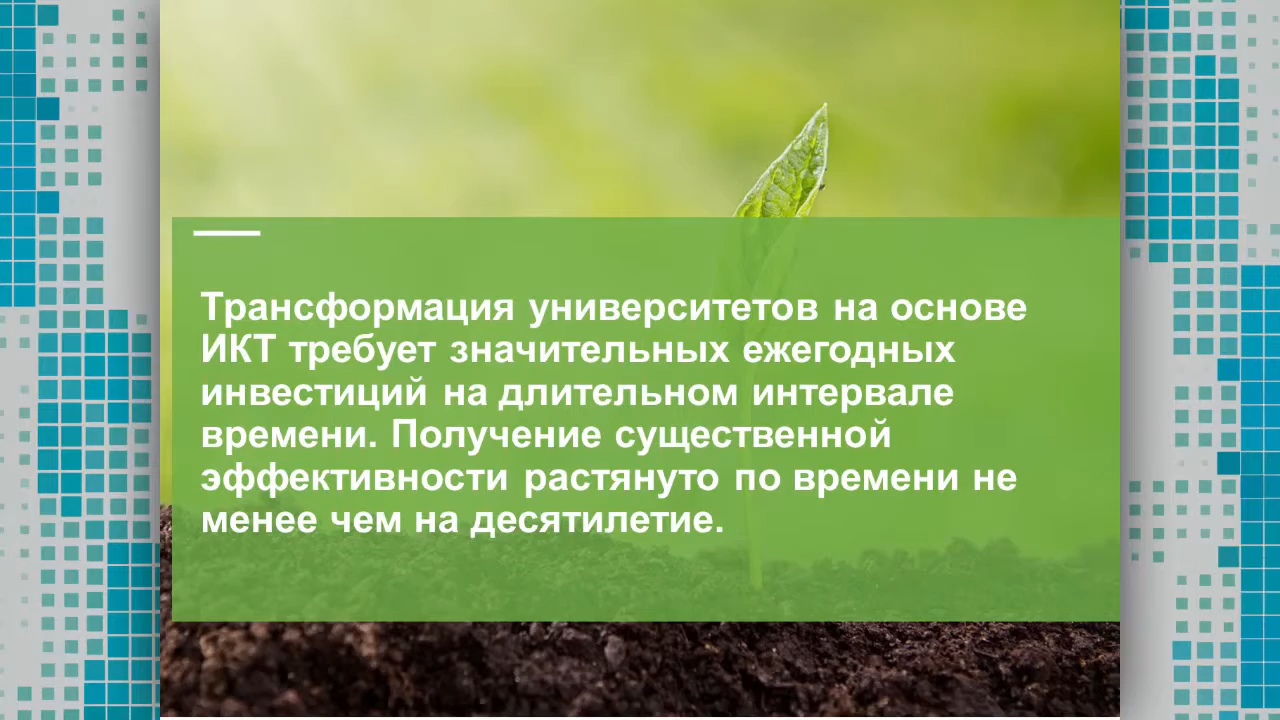 Трансформация университетов на основе
ИКТ требует значительных ежегодных
инвестиций на длительном интервале
времени. Получение существенной
эффективности растянуто по времени не
менее чем на десятилетие.